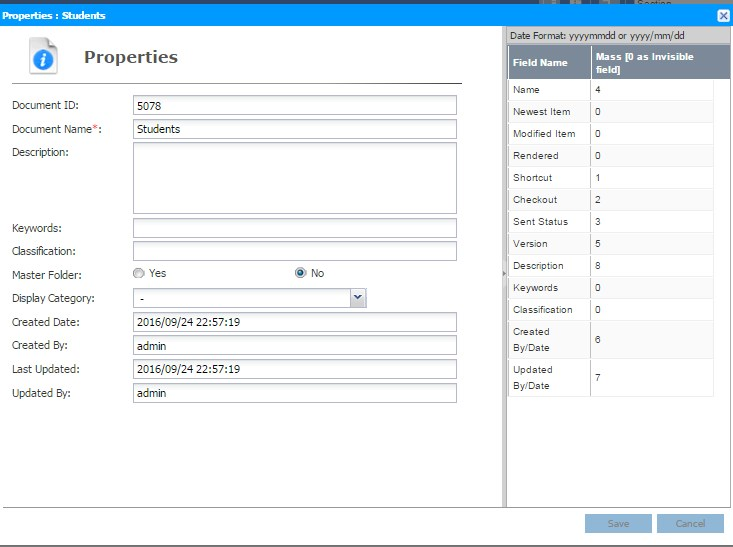 Properties : Students
Properties
Document ID: 5078
Document Name*: Students
Description:
Keywords:
Classification:
Master Folder: Yes No
Display Category: -
Created Date: 2016/09/24 22:57:19
Created By: admin
Last Updated: 2016/09/24 22:57:19
Updated By: admin
Date Format: yyyymmdd or yyyy/mm/dd
Field Name Mass [0 as Invisible
field]
Name 4
Newest Item 0
Modified Item 0
Rendered 0
Shortcut 1
Checkout 2
Sent Status 3
Version 5
Description 8
Keywords 0
Classification 0
Created
By/Date 6
Updated
By/Date 7
Save Cancel